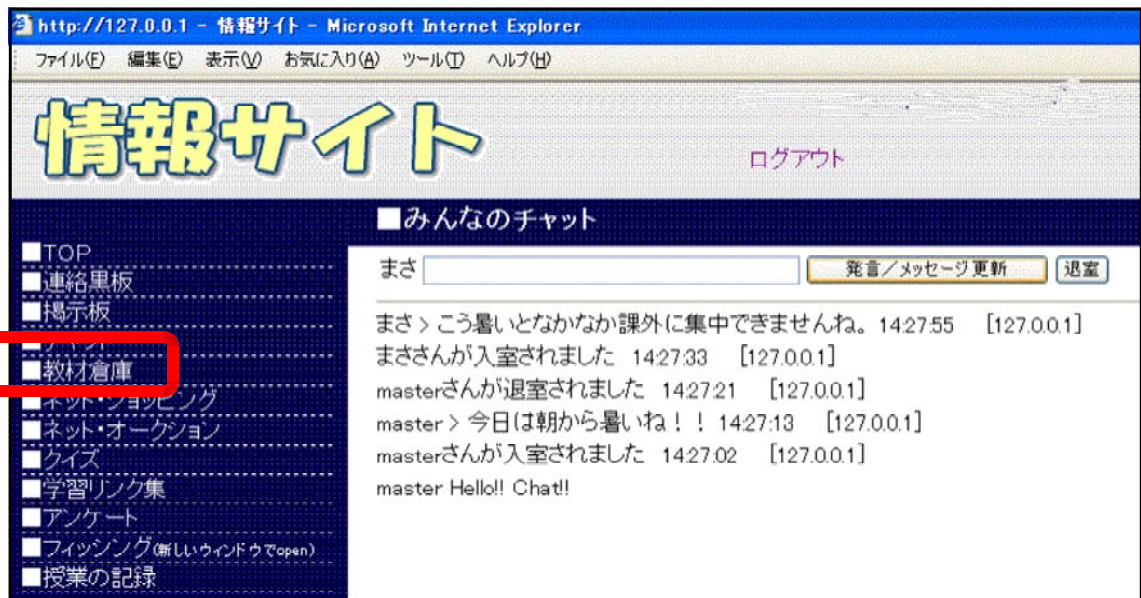 http://127.0.0.1 - 情報サイト - Microsoft Internet Explorer
ファイル(F) 編集(E) 表示(V) お気に入り(A) ツール(T) ヘルプ(H)
情報サイト
ログアウト
■みんなのチャット
■TOP
■連絡黒板
■掲示板
■教材倉庫
■ネット・ショッピング
■ネット・オークション
■クイズ
■学習リンク集
■アンケート
■フィッシング(新しいウィンドウでopen)
■授業の記録
まさ 発言／メッセージ更新 退室
まさ > こう暑いとなかなか課外に集中できませんね。 14:27:55 [127.0.0.1]
まささんが入室されました 14:27:33 [127.0.0.1]
masterさんが退室されました 14:27:21 [127.0.0.1]
master > 今日は朝から暑いね！！ 14:27:13 [127.0.0.1]
masterさんが入室されました 14:27:02 [127.0.0.1]
master Hello!! Chat!!